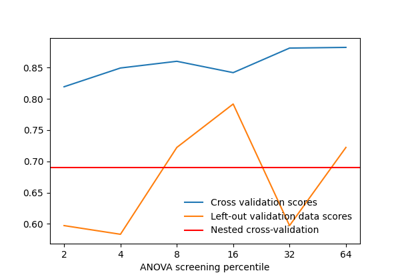 0.85
0.80
0.75
0.70
0.65
0.60
Cross validation scores
Left-out validation data scores
Nested cross-validation
2 4 8 16 32 64
ANOVA screening percentile